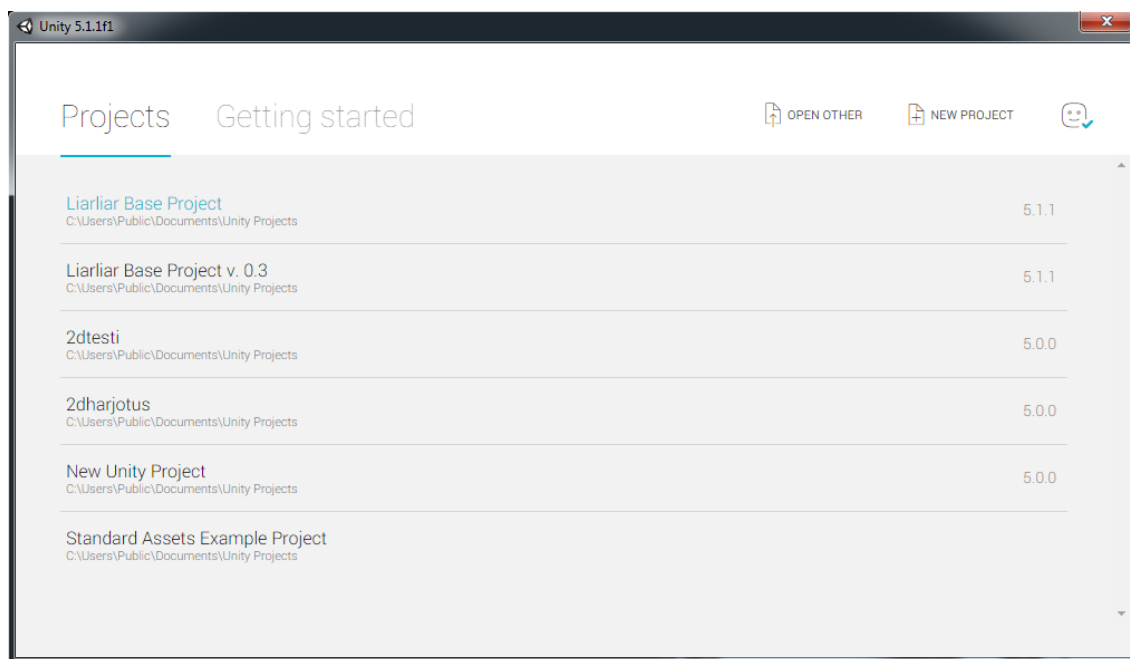 Unity 5.1.1f1
Projects Getting started OPEN OTHER NEW PROJECT
Liarliar Base Project
C:\Users\Public\Documents\Unity Projects
5.1.1
Liarliar Base Project v. 0.3
C:\Users\Public\Documents\Unity Projects
5.1.1
2dtesti
C:\Users\Public\Documents\Unity Projects
5.0.0
2dharjotus
C:\Users\Public\Documents\Unity Projects
5.0.0
New Unity Project
C:\Users\Public\Documents\Unity Projects
5.0.0
Standard Assets Example Project
C:\Users\Public\Documents\Unity Projects